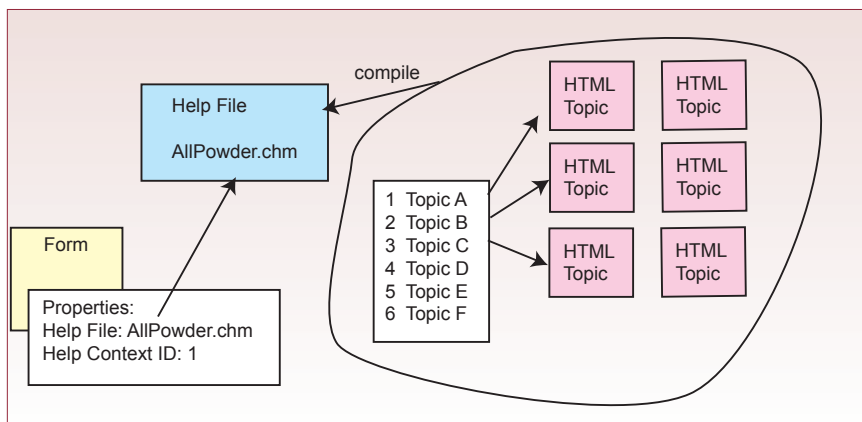 compile
Help File
AllPowder.chm
HTML
Topic
HTML
Topic
HTML
Topic
HTML
Topic
HTML
Topic
HTML
Topic
1 Topic A
2 Topic B
3 Topic C
4 Topic D
5 Topic E
6 Topic F
Form
Properties:
Help File: AllPowder.chm
Help Context ID: 1